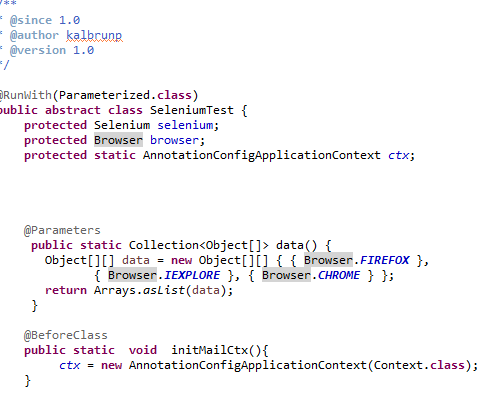 /**
* @since 1.0
* @author kalbrunp
* @version 1.0
*/
@RunWith(Parameterized.class)
public abstract class SeleniumTest {
protected Selenium selenium;
protected Browser browser;
protected static AnnotationConfigApplicationContext ctx;
@Parameters
public static Collection<Object[]> data() {
Object[][] data = new Object[][] { { Browser.FIREFOX },
{ Browser.IEXPLORE }, { Browser.CHROME } };
return Arrays.asList(data);
}
@BeforeClass
public static  void  initMailCtx(){
ctx = new AnnotationConfigApplicationContext(Context.class);
}